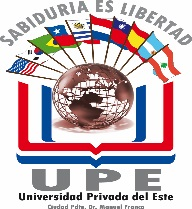 SABIDURIA ES LIBERTAD
UPE
Universidad Privada del Este
Ciudad Pdte. Dr. Manuel Franco